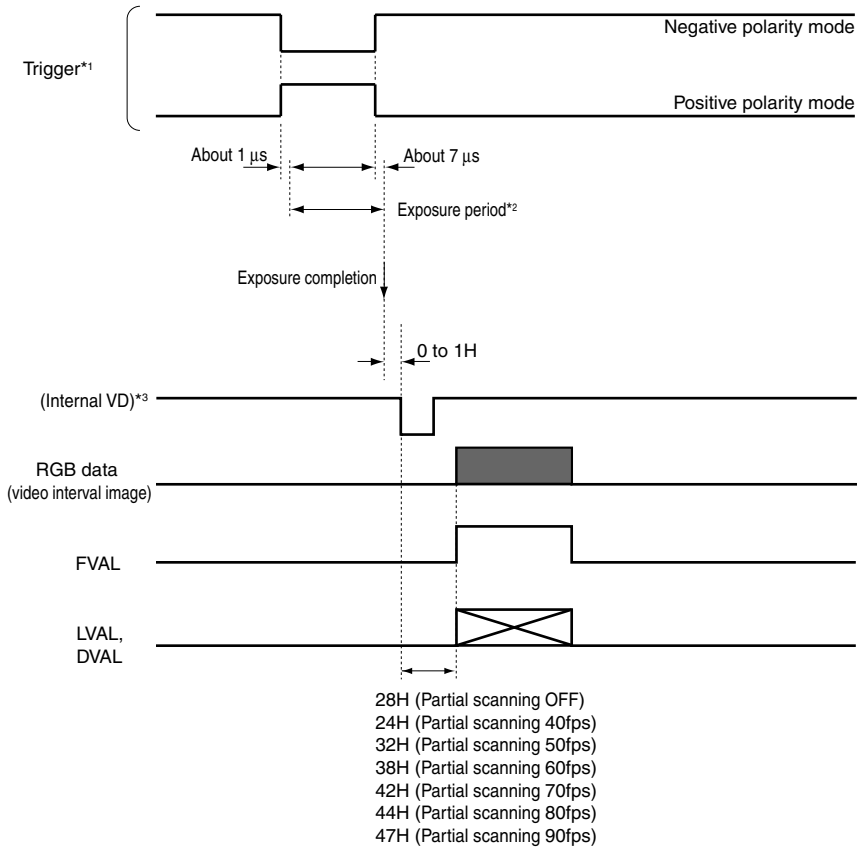 Negative polarity mode
Trigger*1
Positive polarity mode
About 1 μs
About 7 μs
Exposure period*2
Exposure completion
0 to 1H
(Internal VD)*3
RGB data
(video interval image)
FVAL
LVAL,
DVAL
28H (Partial scanning OFF)
24H (Partial scanning 40fps)
32H (Partial scanning 50fps)
38H (Partial scanning 60fps)
42H (Partial scanning 70fps)
44H (Partial scanning 80fps)
47H (Partial scanning 90fps)